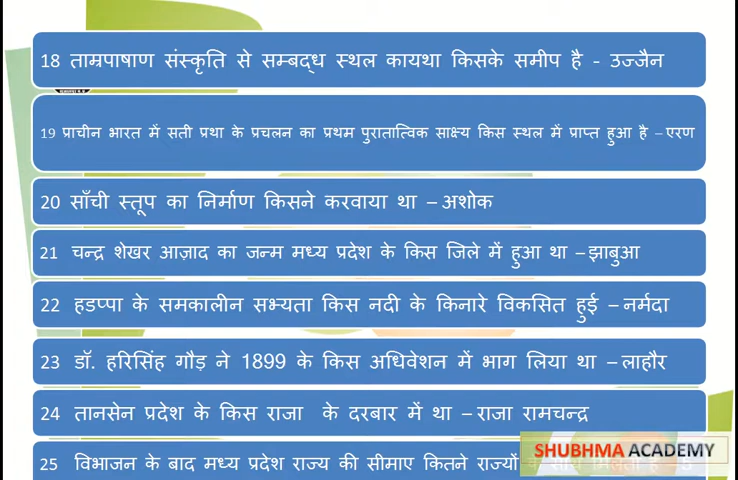 18 ताम्रपाषाण संस्कृति से सम्बद्ध स्थल कायथा किसके समीप है - उज्जैन
19 प्राचीन भारत में सती प्रथा के प्रचलन का प्रथम पुरातात्विक साक्ष्य किस स्थल में प्राप्त हुआ है –एरण
20 साँची स्तूप का निर्माण किसने करवाया था –अशोक
21 चन्द्र शेखर आज़ाद का जन्म मध्य प्रदेश के किस जिले में हुआ था –झाबुआ
22 हडप्पा के समकालीन सभ्यता किस नदी के किनारे विकसित हुई –नर्मदा
23 डॉ. हरिसिंह गौड़ ने 1899 के किस अधिवेशन में भाग लिया था –लाहौर
24 तानसेन प्रदेश के किस राजा के दरबार में था –राजा रामचन्द्र
25 विभाजन के बाद मध्य प्रदेश राज्य की सीमाए कितने राज्यों
SHUBHMA ACADEMY